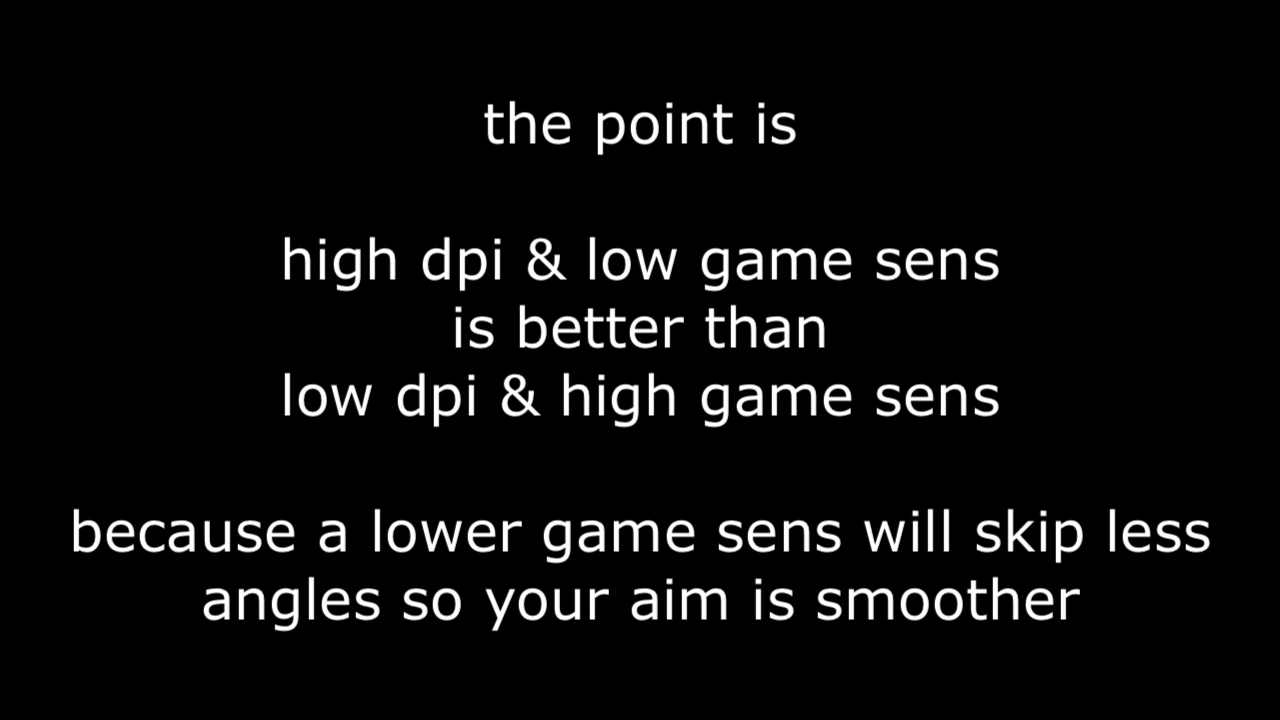 the point is
high dpi & low game sens
is better than
low dpi & high game sens
because a lower game sens will skip less
angles so your aim is smoother